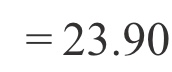 = 23.90